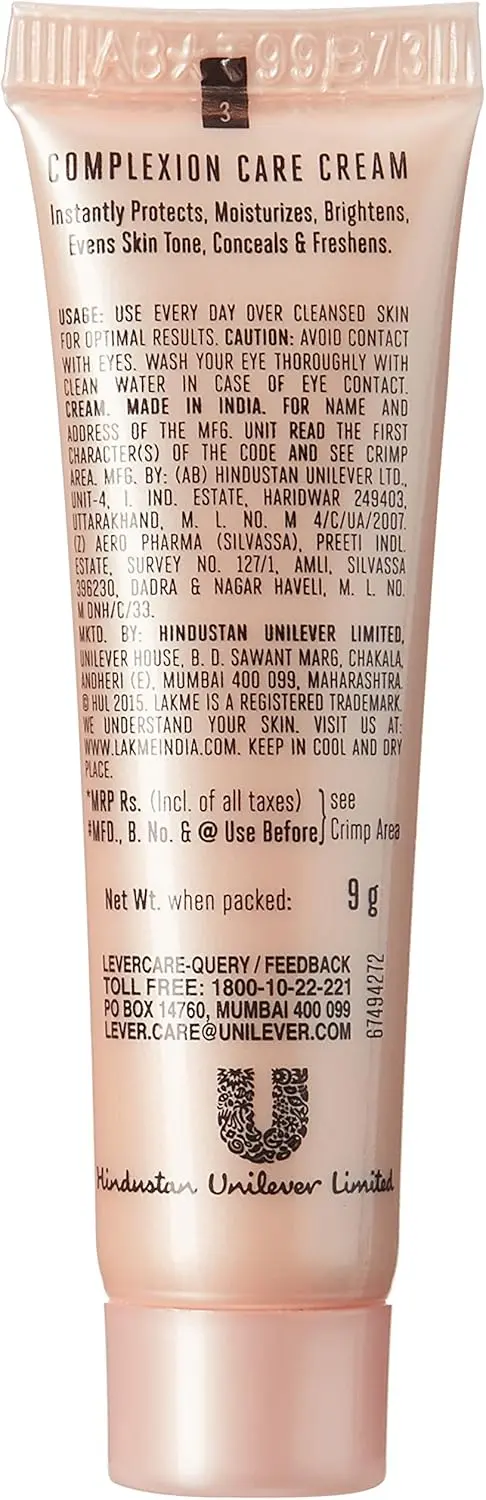 3
COMPLEXION CARE CREAM
Instantly Protects, Moisturizes, Brightens,
Evens Skin Tone, Conceals & Freshens.
USAGE: USE EVERY DAY OVER CLEANSED SKIN
FOR OPTIMAL RESULTS. CAUTION: AVOID CONTACT
WITH EYES. WASH YOUR EYE THOROUGHLY WITH
CLEAN WATER IN CASE OF EYE CONTACT.
CREAM. MADE IN INDIA. FOR NAME AND
ADDRESS OF THE MFG. UNIT READ THE FIRST
CHARACTER(S) OF THE CODE AND SEE CRIMP
AREA. MFG. BY: (AB) HINDUSTAN UNILEVER LTD.,
UNIT-4, I. IND. ESTATE, HARIDWAR 249403,
UTTARAKHAND, M. L. NO. M 4/C/UA/2007.
(Z) AERO PHARMA (SILVASSA), PREETI INDL.
ESTATE, SURVEY NO. 127/1, AMLI, SILVASSA
396230, DADRA & NAGAR HAVELI, M. L. NO.
M DNH/C/33.
MKTD. BY: HINDUSTAN UNILEVER LIMITED,
UNILEVER HOUSE, B. D. SAWANT MARG, CHAKALA,
ANDHERI (E), MUMBAI 400 099, MAHARASHTRA.
© HUL 2015. LAKME IS A REGISTERED TRADEMARK.
WE UNDERSTAND YOUR SKIN. VISIT US AT:
WWW.LAKMEINDIA.COM. KEEP IN COOL AND DRY
PLACE.
*MRP Rs. (Incl. of all taxes) } see
#MFD., B. No. & @ Use Before } Crimp Area
Net Wt. when packed: 9 g
LEVERCARE-QUERY / FEEDBACK
TOLL FREE: 1800-10-22-221
PO BOX 14760, MUMBAI 400 099
LEVER.CARE@UNILEVER.COM
67494272
Hindustan Unilever Limited